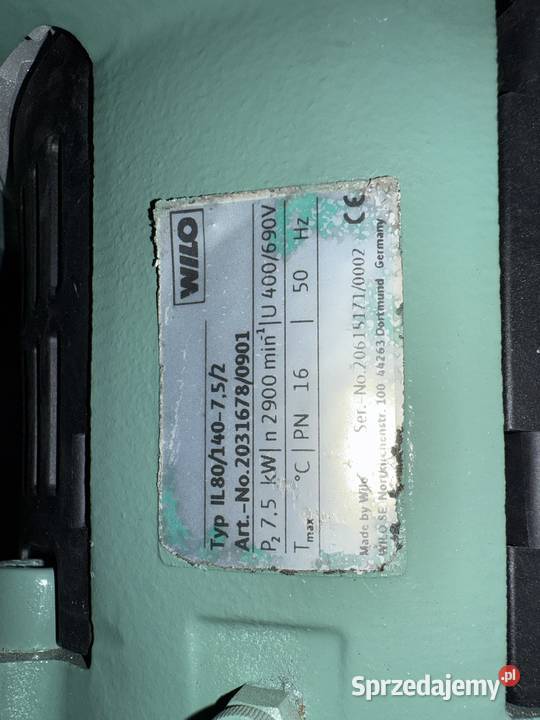 WILO
Typ IL80/140-7,5/2
Art.-No.2031678/0901
P2 7,5 kW|n 2900 min-1|U 400/690V
Tmax °C|PN 16 | 50 Hz
Made by Wilo Ser.-No.20615171/0002 CE
WILO SE Nortkirchenstr. 100 44263 Dortmund Germany
Sprzedajemy.pl